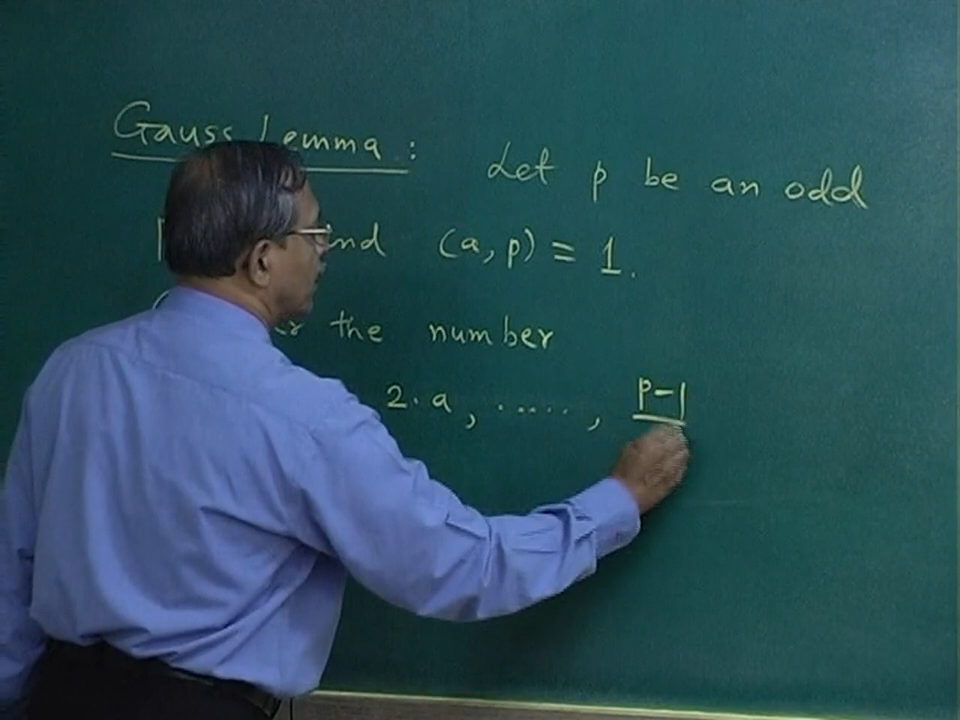 Gauss Lemma : Let p be an odd
and (a, p) = 1.
the number
2.a, ....., p-1